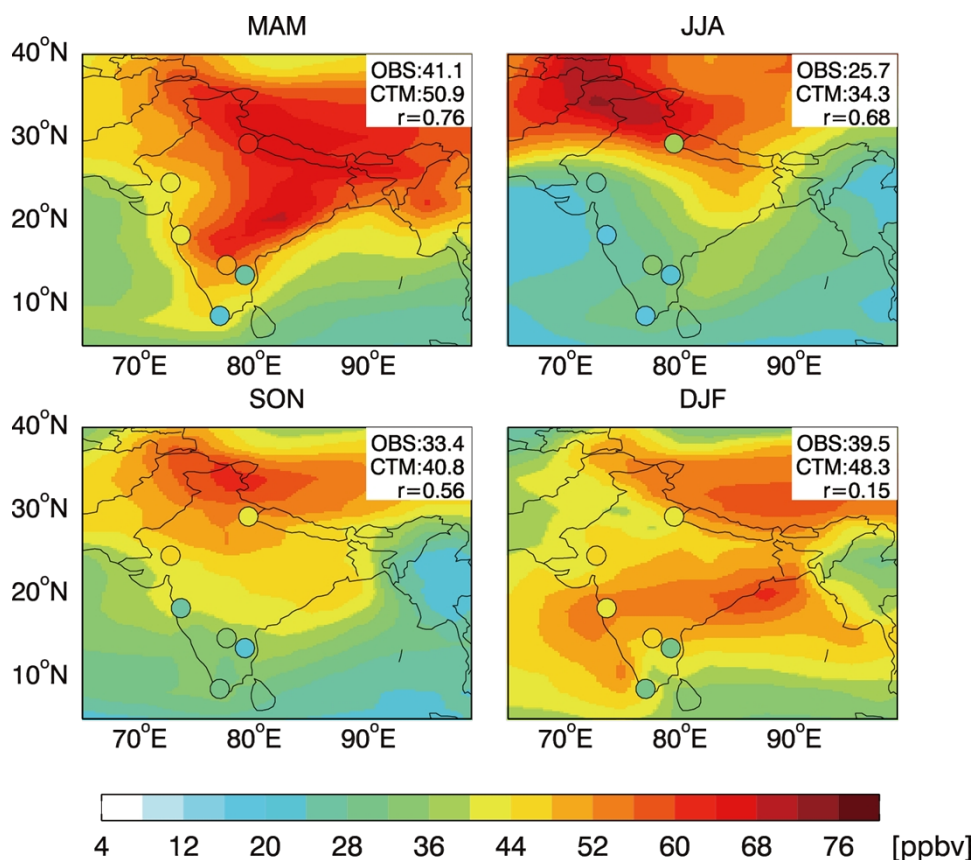 MAM
JJA
40°N
30°N
20°N
10°N
OBS:41.1
CTM:50.9
r=0.76
OBS:25.7
CTM:34.3
r=0.68
70°E 80°E 90°E
70°E 80°E 90°E
SON
DJF
40°N
30°N
20°N
10°N
OBS:33.4
CTM:40.8
r=0.56
OBS:39.5
CTM:48.3
r=0.15
70°E 80°E 90°E
70°E 80°E 90°E
4 12 20 28 36 44 52 60 68 76 [ppbv]